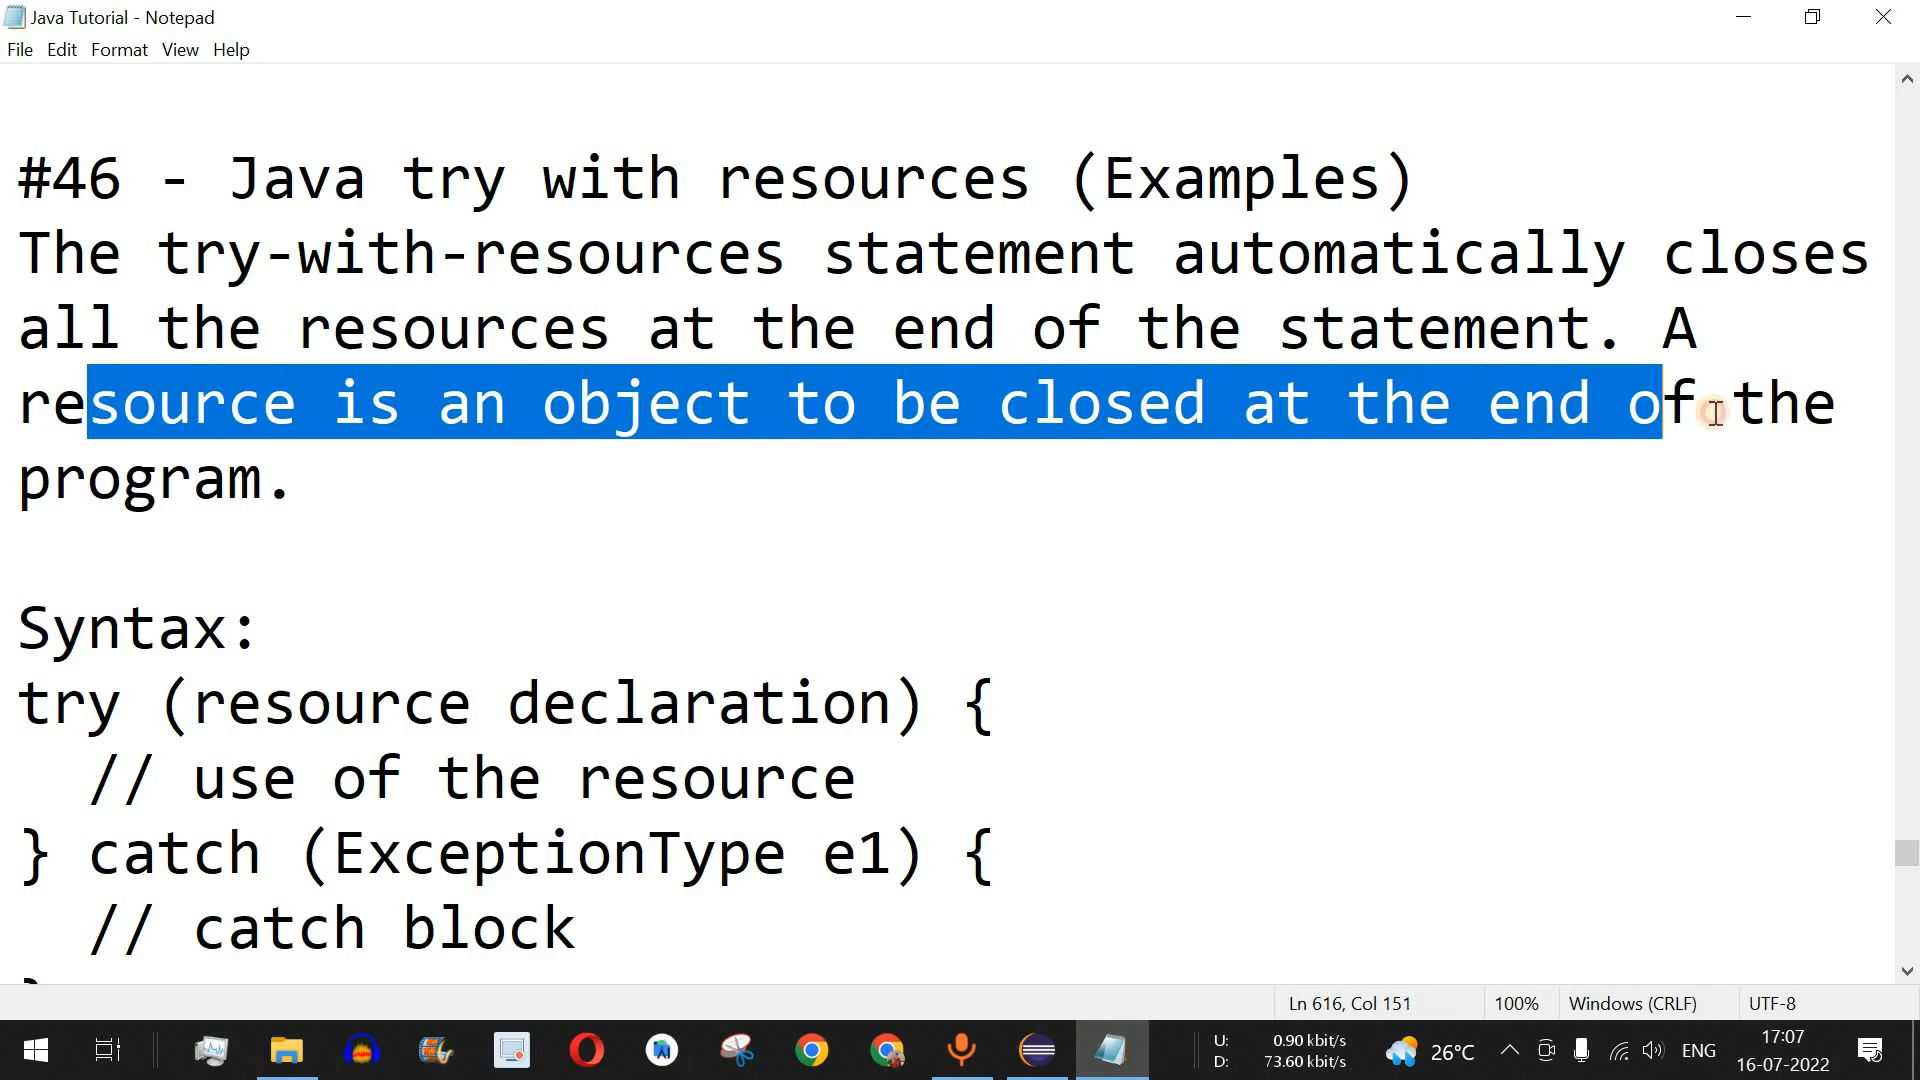 Java Tutorial - Notepad
File Edit Format View Help
#46 - Java try with resources (Examples)
The try-with-resources statement automatically closes
all the resources at the end of the statement. A
resource is an object to be closed at the end of the
program.
Syntax:
try (resource declaration) {
// use of the resource
} catch (ExceptionType e1) {
// catch block
}
Ln 616, Col 151 100% Windows (CRLF) UTF-8
U: 0.90 kbit/s
D: 73.60 kbit/s
26°C
ENG
17:07
16-07-2022